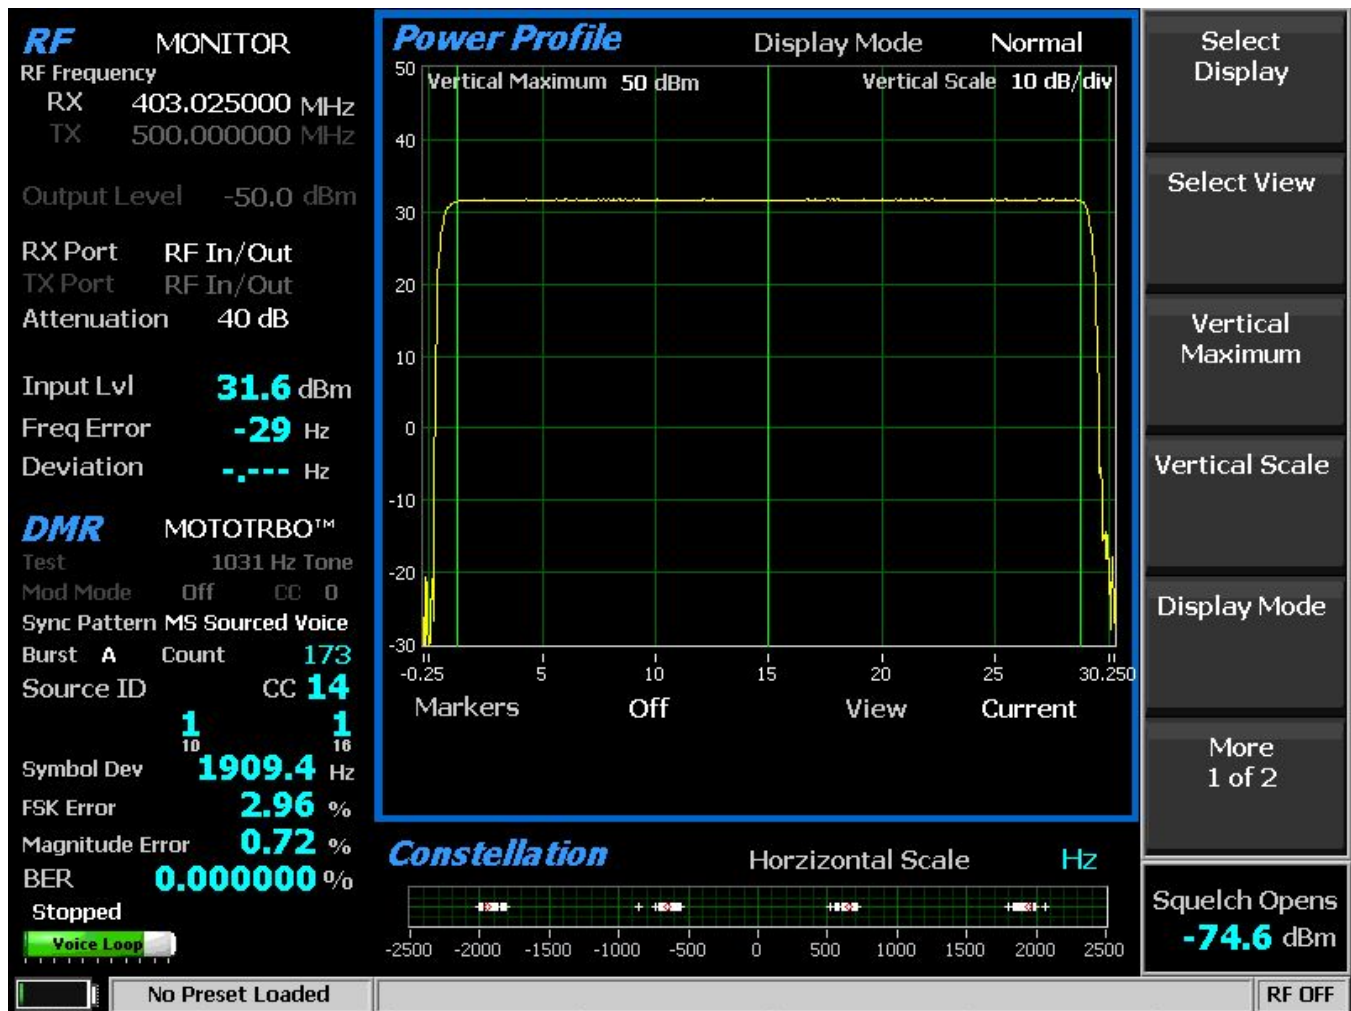 RF MONITOR
RF Frequency
RX 403.025000 MHz
TX 500.000000 MHz
Output Level -50.0 dBm
RX Port RF In/Out
TX Port RF In/Out
Attenuation 40 dB
Input Lvl 31.6 dBm
Freq Error -29 Hz
Deviation -.--- Hz
DMR MOTOTRBO™
Test 1031 Hz Tone
Mod Mode Off CC 0
Sync Pattern MS Sourced Voice
Burst A Count 173
Source ID CC 14
1 1
10 16
Symbol Dev 1909.4 Hz
FSK Error 2.96 %
Magnitude Error 0.72 %
BER 0.000000 %
Stopped
Voice Loop
Power Profile Display Mode Normal
Vertical Maximum 50 dBm Vertical Scale 10 dB/div
50
40
30
20
10
0
-10
-20
-30
-0.25 5 10 15 20 25 30.250
Markers Off View Current
Constellation Horzizontal Scale Hz
-2500 -2000 -1500 -1000 -500 0 500 1000 1500 2000 2500
Select
Display
Select View
Vertical
Maximum
Vertical Scale
Display Mode
More
1 of 2
Squelch Opens
-74.6 dBm
No Preset Loaded
RF OFF